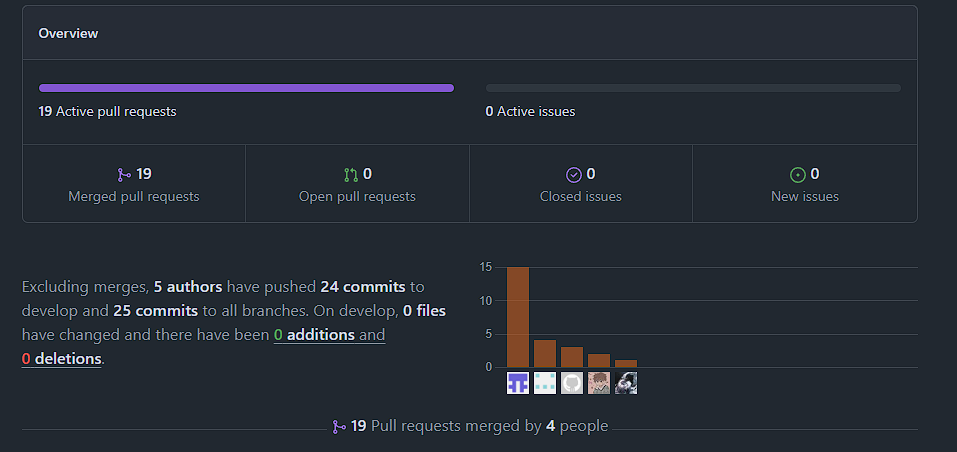 Overview
19 Active pull requests
0 Active issues
19
Merged pull requests
0
Open pull requests
0
Closed issues
0
New issues
Excluding merges, 5 authors have pushed 24 commits to
develop and 25 commits to all branches. On develop, 0 files
have changed and there have been 0 additions and
0 deletions.
15
10
5
0
19 Pull requests merged by 4 people